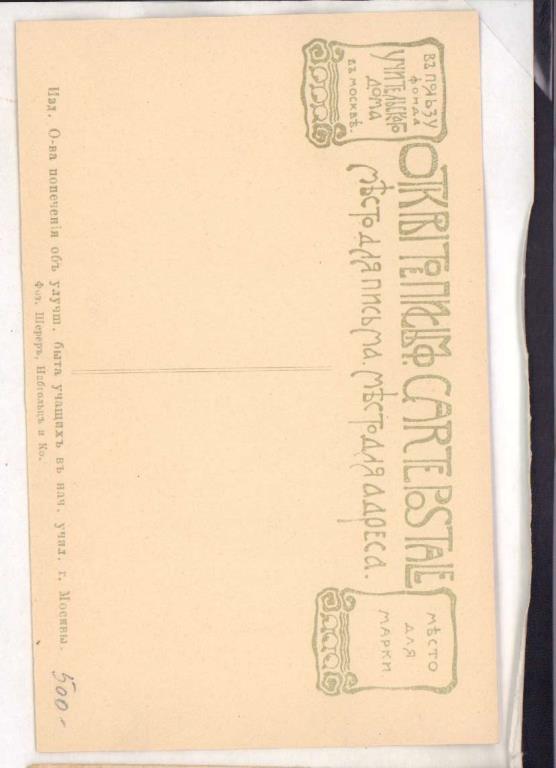 ВЪ ПОЛЬЗУ
ФОНДА
УЧИТЕЛЬСКАГО
ДОМА
ВЪ МОСКВѢ.
ОТКРЫТОЕ ПИСЬМО. CARTE POSTALE
МѢСТО ДЛЯ ПИСЬМА. МѢСТО ДЛЯ АДРЕСА.
МѢСТО
ДЛЯ
МАРКИ
Изд. О-ва попеченія объ улучш. быта учащихъ въ нач. учил. г. Москвы.
Фот. Шереръ, Набгольцъ и Ко.
500-